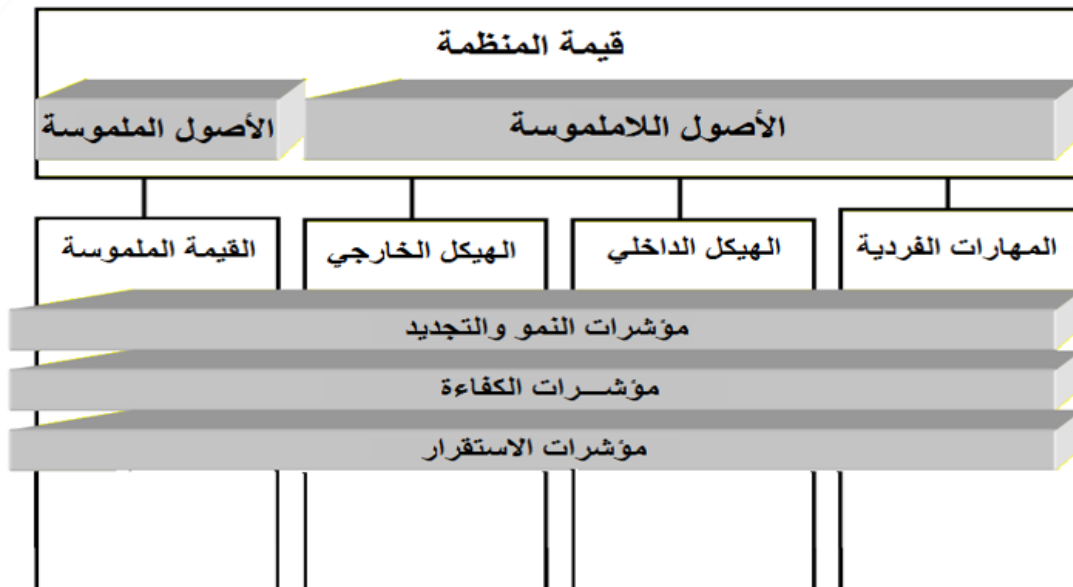 قيمة المنظمة
الأصول اللاملموسة
الأصول الملموسة
المهارات الفردية
الهيكل الداخلي
الهيكل الخارجي
القيمة الملموسة
مؤشرات النمو والتجديد
مؤشـــرات الكفاءة
مؤشرات الاستقرار